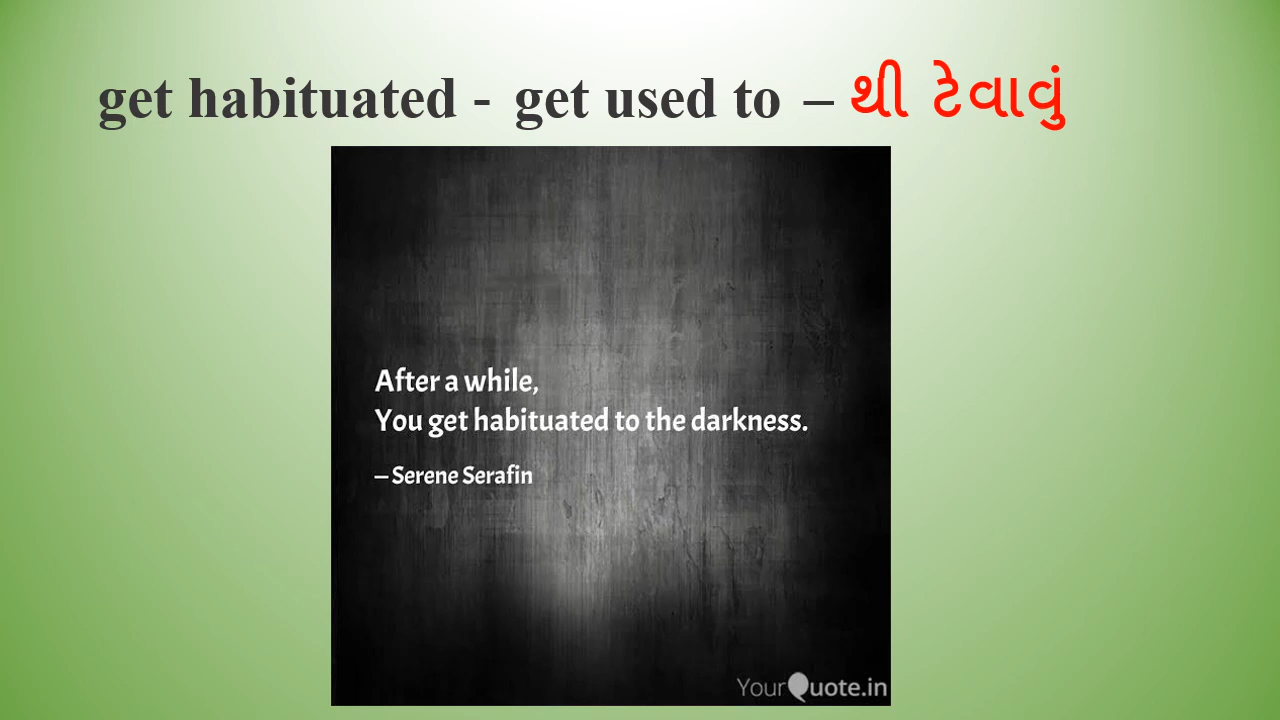 get habituated - get used to – થી ટેવાવું
After a while,
You get habituated to the darkness.
– Serene Serafin
YourQuote.in